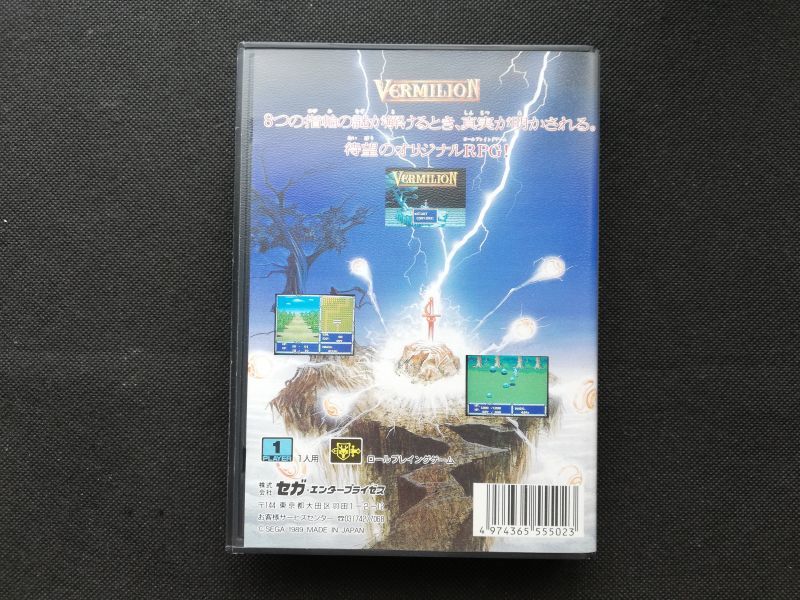 VERMILION
8つの指輪の謎が解けるとき、真実が明かされる。
待望のオリジナルRPG!
VERMILION
1
PLAYER
1人用
ロールプレイングゲーム
株式会社 セガ・エンタープライゼス
〒144 東京都大田区羽田1-2-12
お客様サービスセンター ☎03(742)7068
©SEGA 1989 MADE IN JAPAN
4 974365 555023